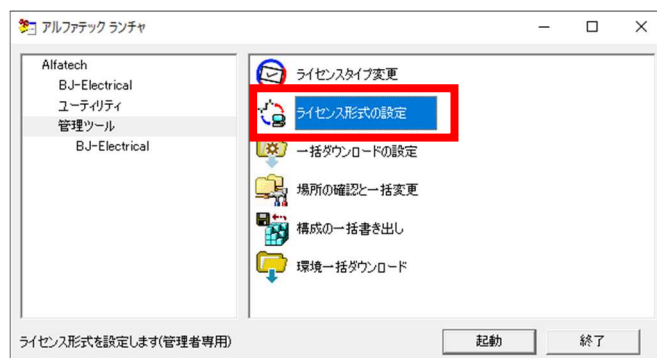 アルファテック ランチャ
Alfatech
BJ-Electrical
ユーティリティ
管理ツール
BJ-Electrical
ライセンスタイプ変更
ライセンス形式の設定
一括ダウンロードの設定
場所の確認と一括変更
構成の一括書き出し
環境一括ダウンロード
ライセンス形式を設定します(管理者専用)
起動
終了